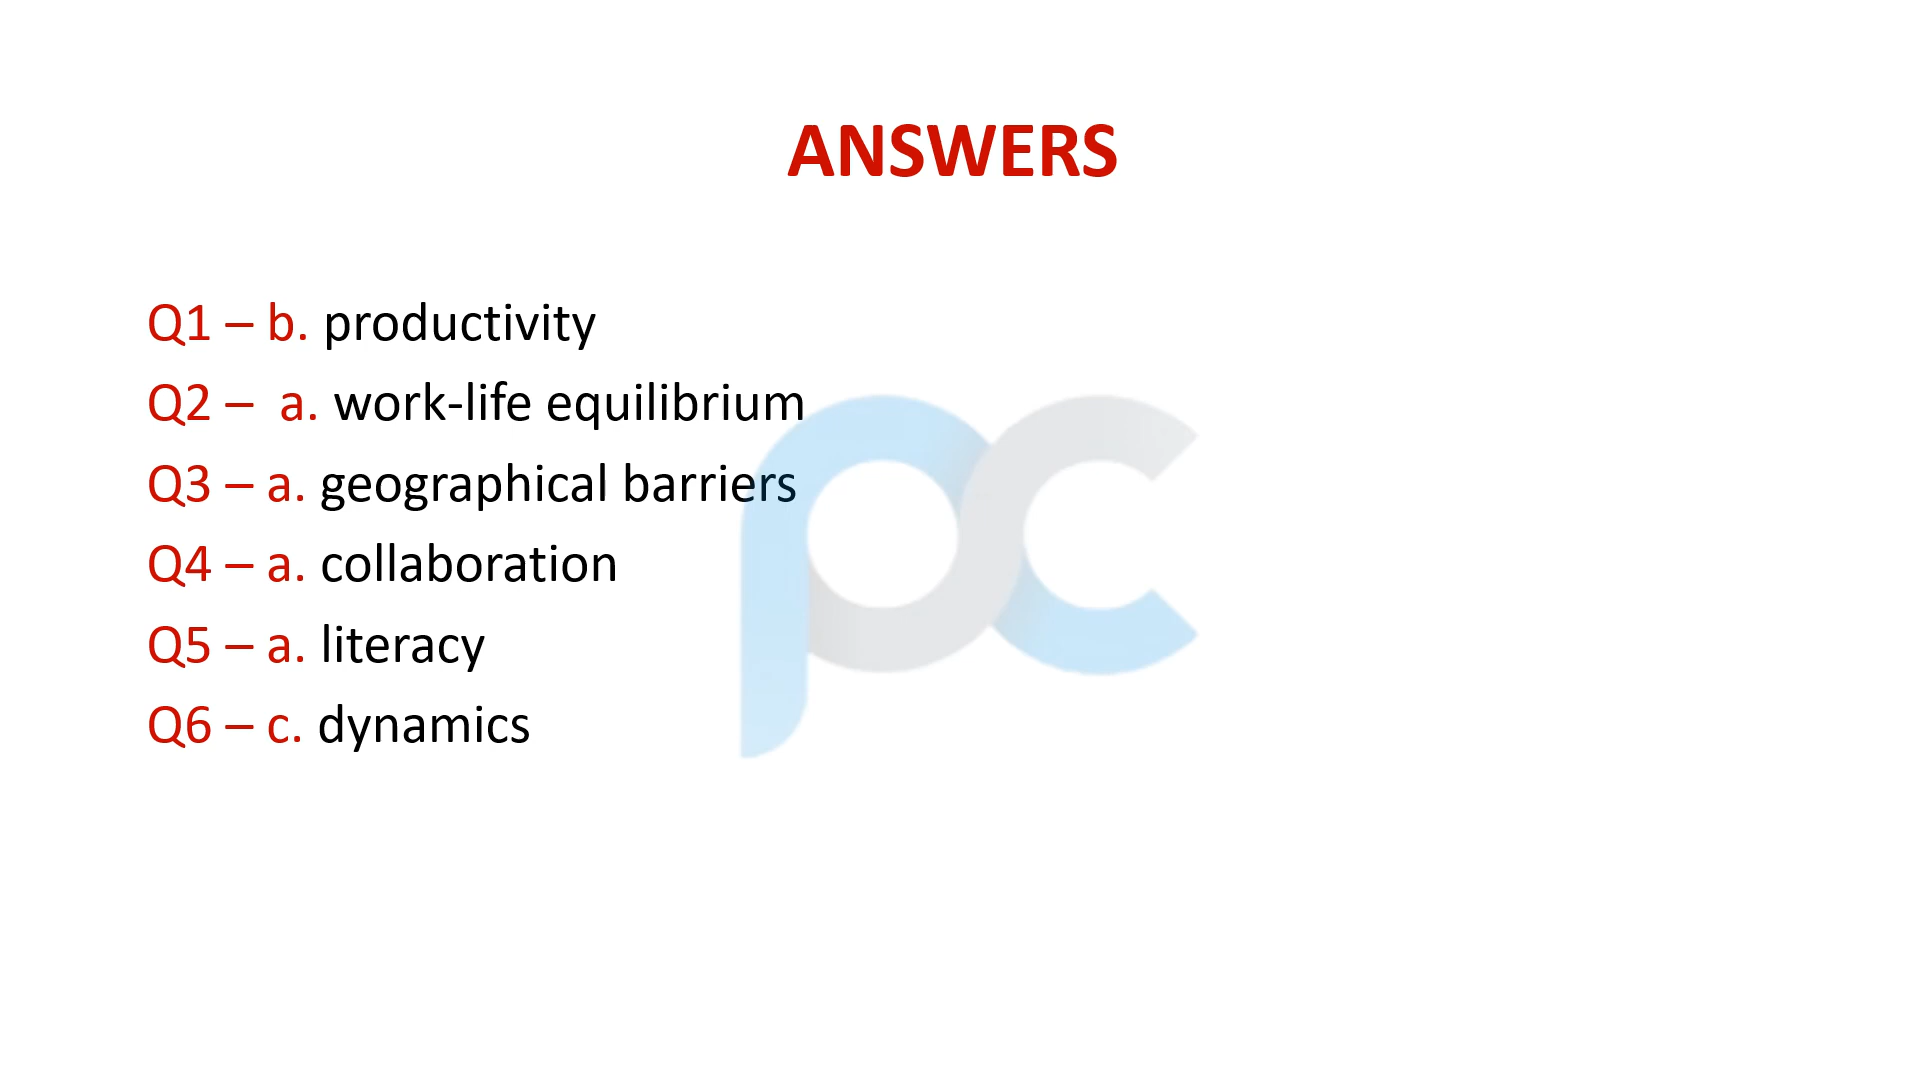 ANSWERS
Q1 – b. productivity
Q2 – a. work-life equilibrium
Q3 – a. geographical barriers
Q4 – a. collaboration
Q5 – a. literacy
Q6 – c. dynamics